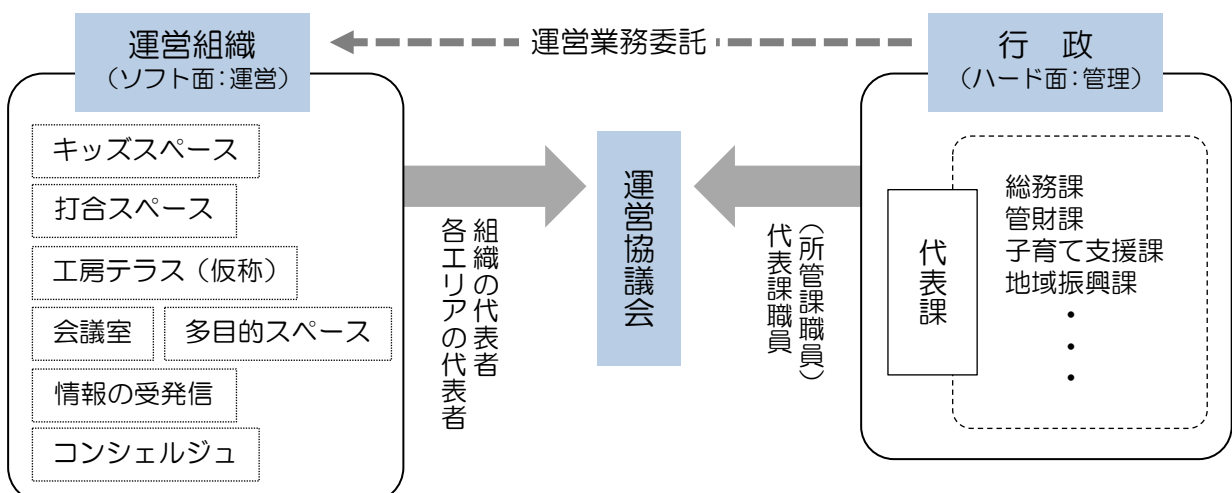 運営組織
（ソフト面：運営）
キッズスペース
打合スペース
工房テラス（仮称）
会議室
多目的スペース
情報の受発信
コンシェルジュ
運営業務委託
組織の代表者
各エリアの代表者
運営協議会
（所管課職員）
代表課職員
行　政
（ハード面：管理）
代表課
総務課
管財課
子育て支援課
地域振興課
・
・
・